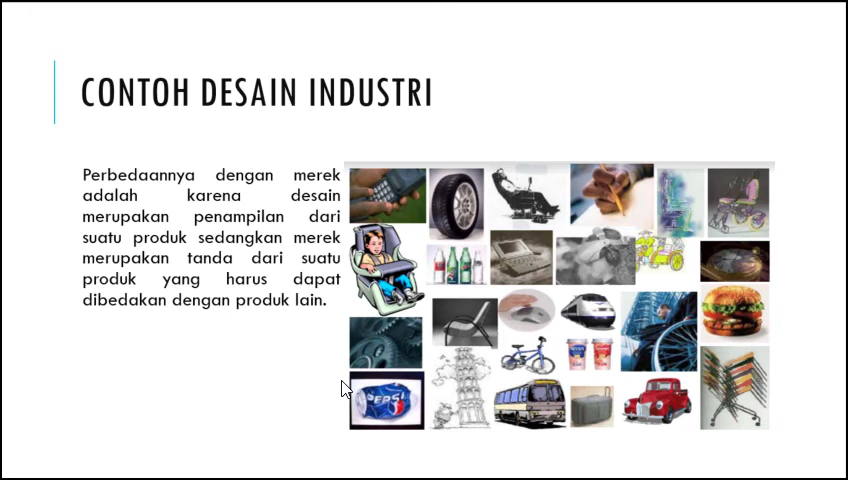 CONTOH DESAIN INDUSTRI
Perbedaannya dengan merek
adalah karena desain
merupakan penampilan dari
suatu produk sedangkan merek
merupakan tanda dari suatu
produk yang harus dapat
dibedakan dengan produk lain.
PEPSI